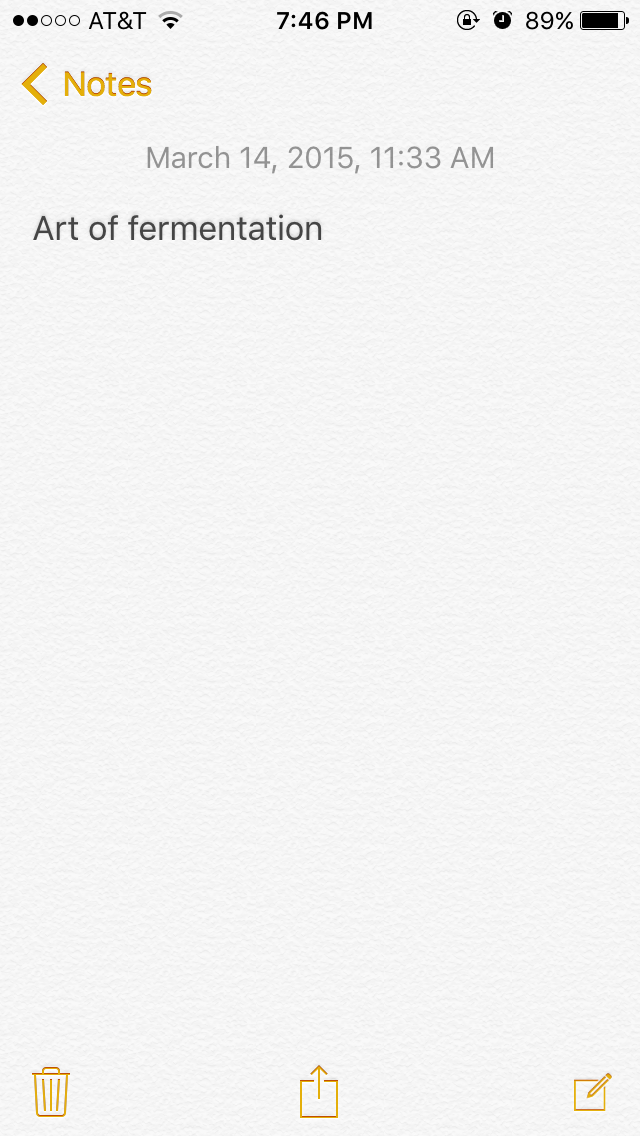 AT&T 7:46 PM 89%
Notes
March 14, 2015, 11:33 AM
Art of fermentation